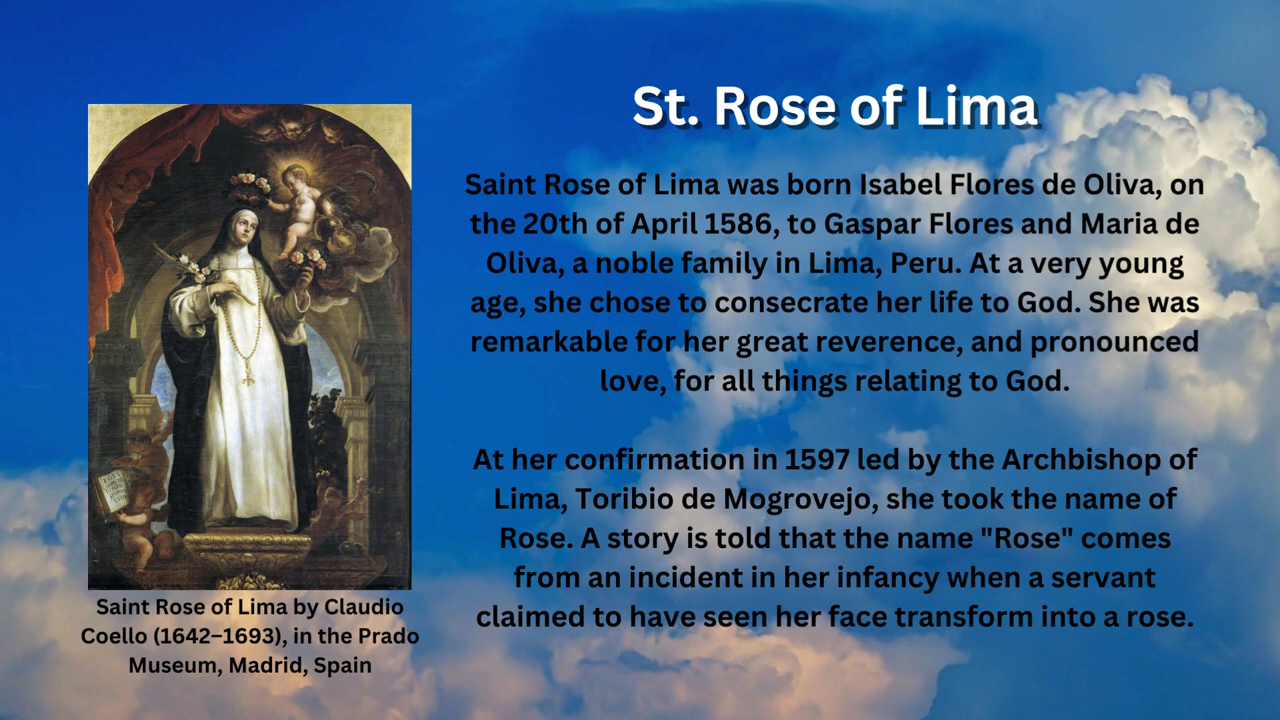 St. Rose of Lima
Saint Rose of Lima was born Isabel Flores de Oliva, on
the 20th of April 1586, to Gaspar Flores and Maria de
Oliva, a noble family in Lima, Peru. At a very young
age, she chose to consecrate her life to God. She was
remarkable for her great reverence, and pronounced
love, for all things relating to God.
At her confirmation in 1597 led by the Archbishop of
Lima, Toribio de Mogrovejo, she took the name of
Rose. A story is told that the name "Rose" comes
from an incident in her infancy when a servant
claimed to have seen her face transform into a rose.
Saint Rose of Lima by Claudio
Coello (1642–1693), in the Prado
Museum, Madrid, Spain